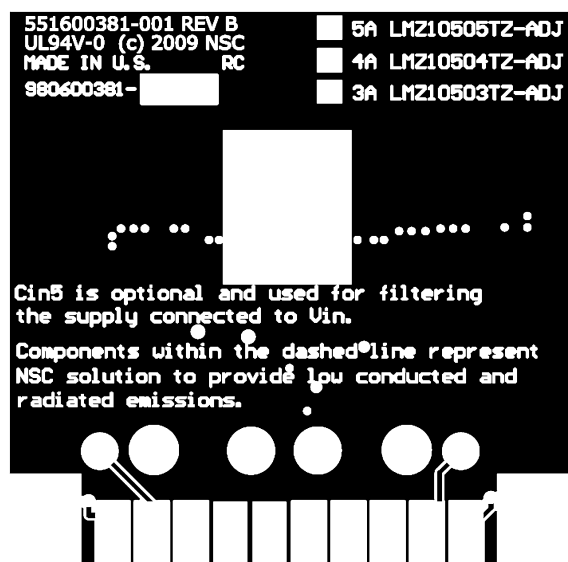 551600381-001 REV B
UL94V-0 (c) 2009 NSC
MADE IN U.S. RC
980600381-
5A LMZ10505TZ-ADJ
4A LMZ10504TZ-ADJ
3A LMZ10503TZ-ADJ
Cin5 is optional and used for filtering
the supply connected to Vin.
Components within the dashed line represent
NSC solution to provide low conducted and
radiated emissions.